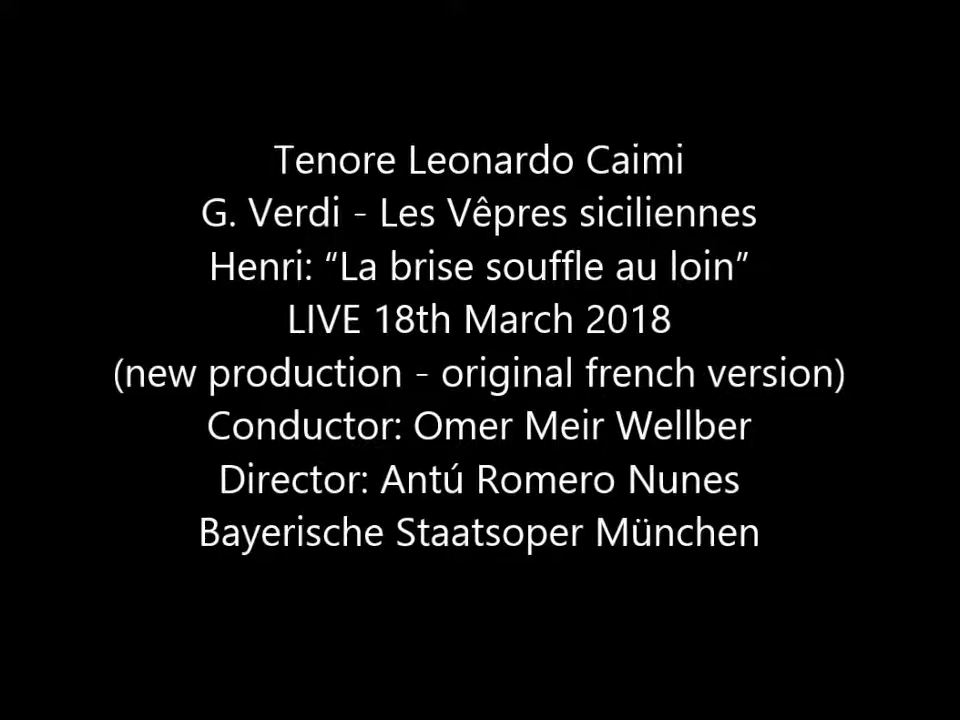 Tenore Leonardo Caimi
G. Verdi - Les Vêpres siciliennes
Henri: “La brise souffle au loin”
LIVE 18th March 2018
(new production - original french version)
Conductor: Omer Meir Wellber
Director: Antú Romero Nunes
Bayerische Staatsoper München